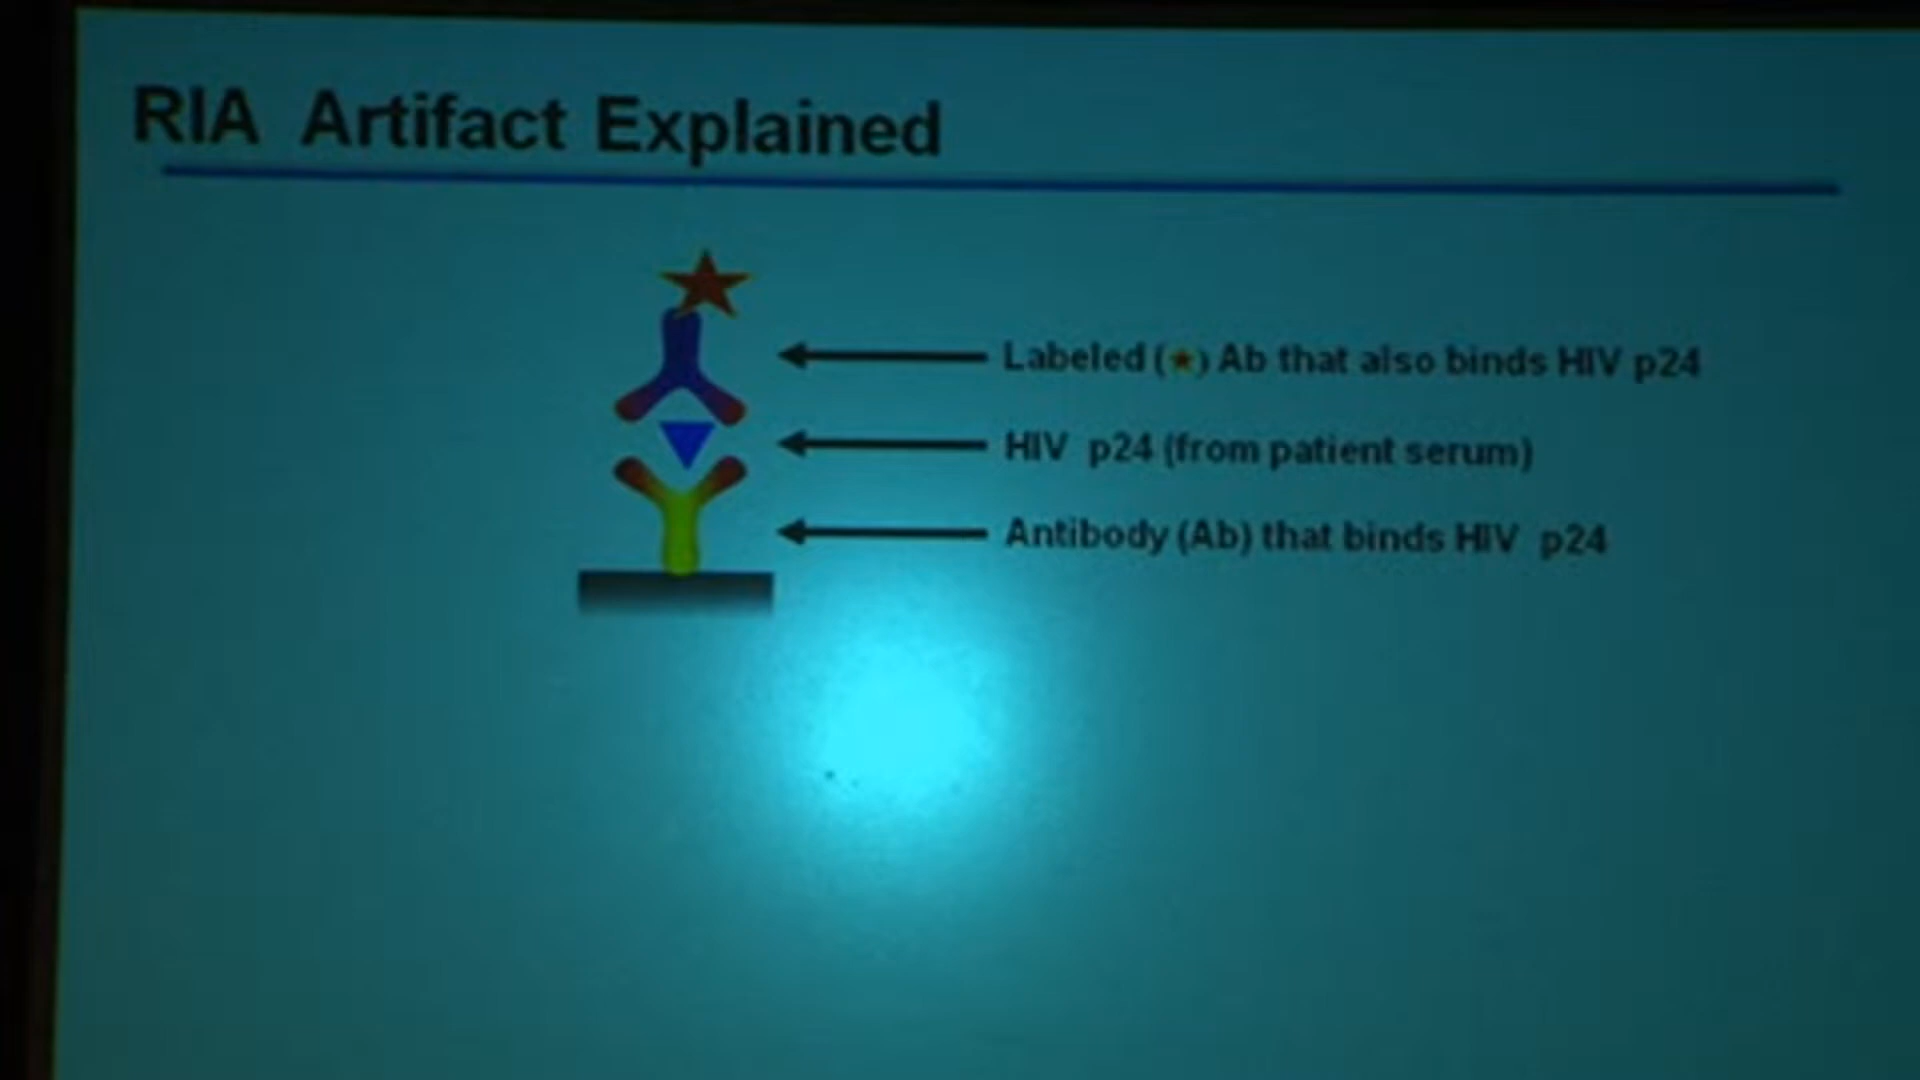 RIA Artifact Explained
Labeled (★) Ab that also binds HIV p24
HIV p24 (from patient serum)
Antibody (Ab) that binds HIV p24